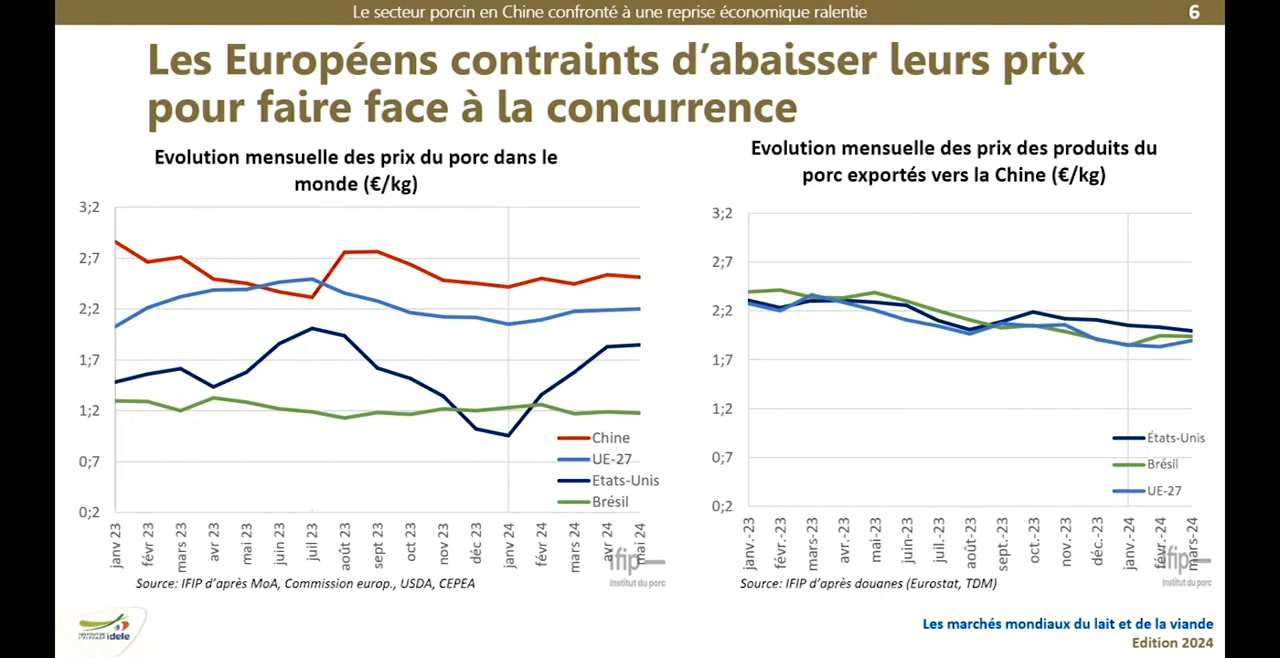 Le secteur porcin en Chine confronté à une reprise économique ralentie
6
Les Européens contraints d’abaisser leurs prix
pour faire face à la concurrence
Evolution mensuelle des prix du porc dans le
monde (€/kg)
3;2
2;7
2;2
1;7
1;2
0;7
0;2
Chine
UE-27
Etats-Unis
Brésil
janv 23
févr 23
mars 23
avr 23
mai 23
juin 23
juil 23
août 23
sept 23
oct 23
nov 23
déc 23
janv 24
févr 24
mars 24
avr 24
mai 24
ifip
Institut du porc
Source: IFIP d’après MoA, Commission europ., USDA, CEPEA
Evolution mensuelle des prix des produits du
porc exportés vers la Chine (€/kg)
3;2
2;7
2;2
1;7
1;2
0;7
0;2
États-Unis
Brésil
UE-27
janv.-23
févr.-23
mars-23
avr.-23
mai-23
juin-23
juil.-23
août-23
sept.-23
oct.-23
nov.-23
déc.-23
janv.-24
févr.-24
mars-24
ifip
Institut du porc
Source: IFIP d’après douanes (Eurostat, TDM)
idele
Les marchés mondiaux du lait et de la viande
Edition 2024